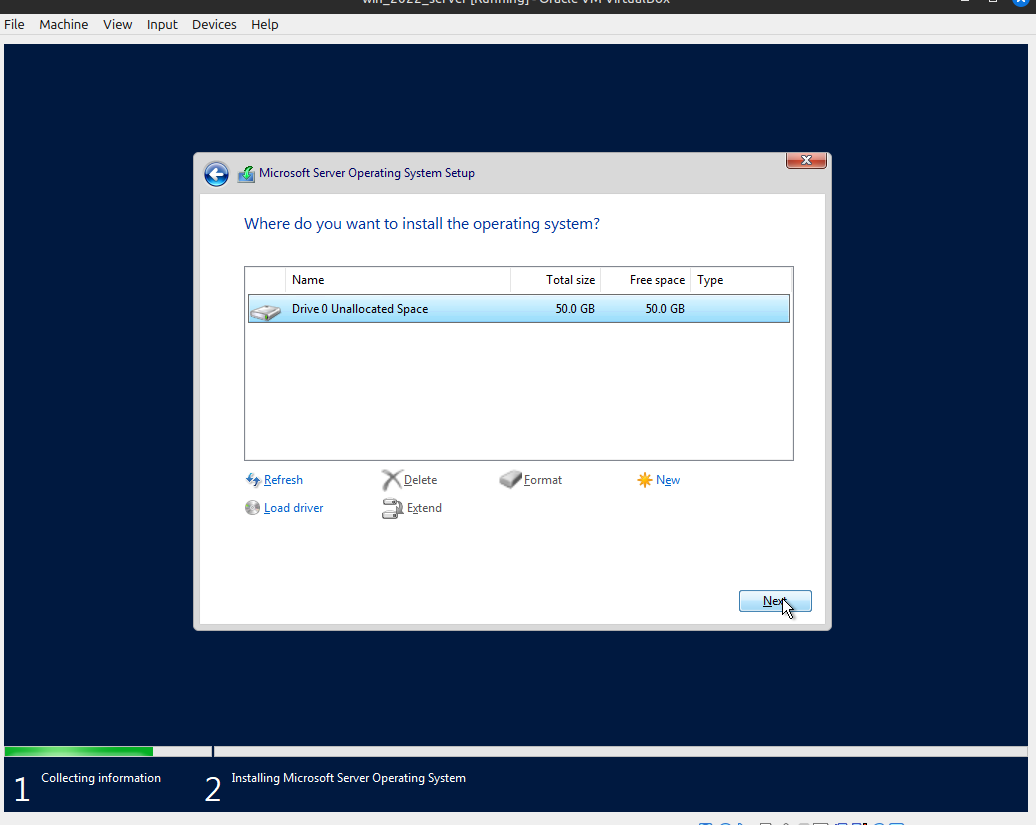 win_2022_server [Running] - Oracle VM VirtualBox
File Machine View Input Devices Help
Microsoft Server Operating System Setup
Where do you want to install the operating system?
Name Total size Free space Type
Drive 0 Unallocated Space 50.0 GB 50.0 GB
Refresh Delete Format New
Load driver Extend
Next
1 Collecting information 2 Installing Microsoft Server Operating System